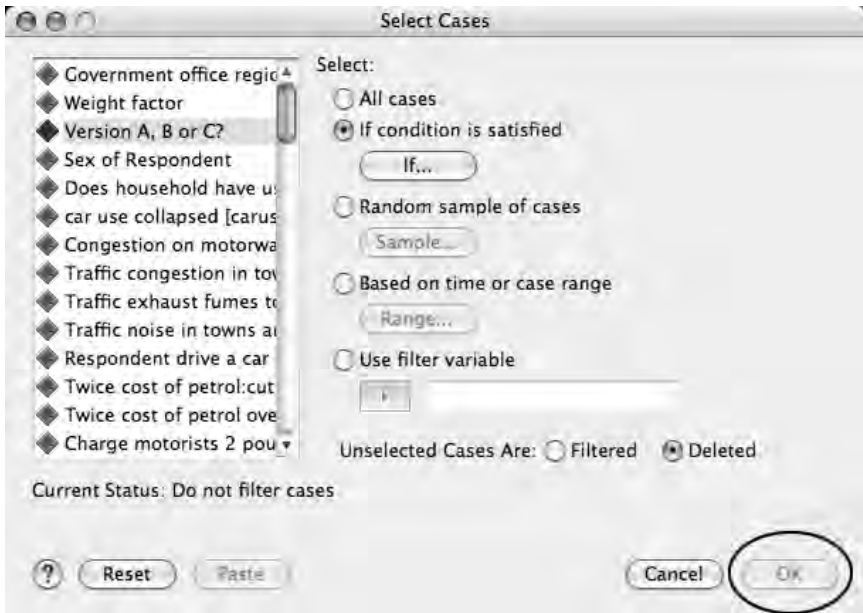 Select Cases
Government office regic
Weight factor
Version A, B or C?
Sex of Respondent
Does household have u
car use collapsed [carus
Congestion on motorwa
Traffic congestion in tov
Traffic exhaust fumes to
Traffic noise in towns a
Respondent drive a car
Twice cost of petrol:cut
Twice cost of petrol ove
Charge motorists 2 pou
Select:
All cases
If condition is satisfied
If...
Random sample of cases
Sample...
Based on time or case range
Range...
Use filter variable
Unselected Cases Are: Filtered Deleted
Current Status: Do not filter cases
? Reset Paste Cancel OK